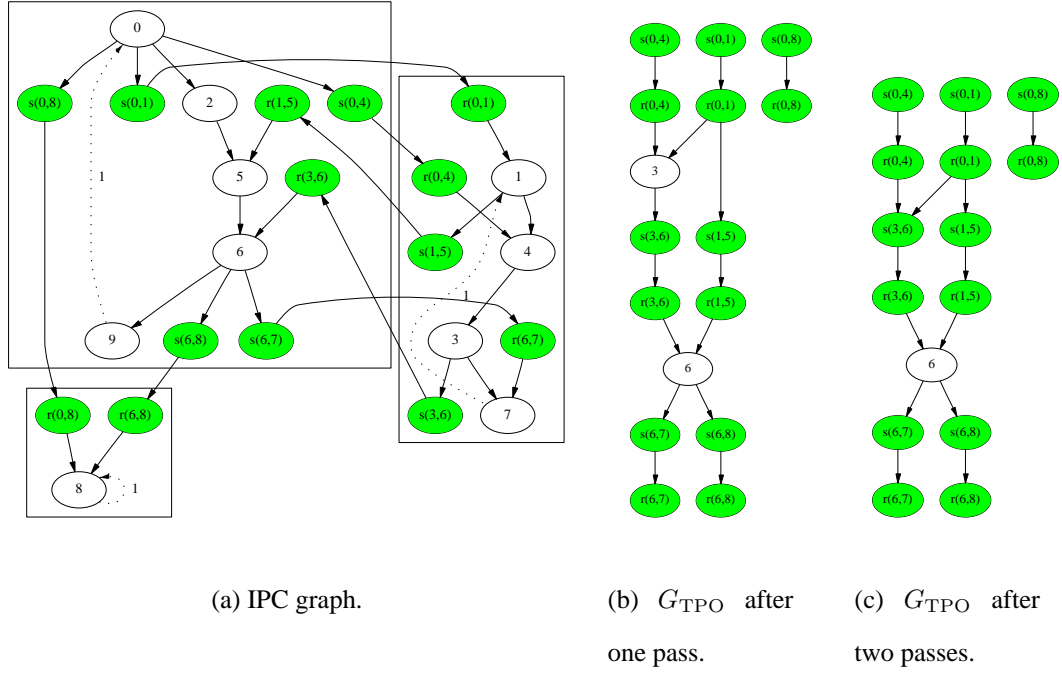 0
s(0,8)
s(0,1)
2
r(1,5)
s(0,4)
r(0,1)
1
5
r(3,6)
r(0,4)
1
6
s(1,5)
4
1
9
s(6,8)
s(6,7)
3
r(6,7)
s(3,6)
7
r(0,8)
r(6,8)
8
1
(a) IPC graph.
s(0,4)
s(0,1)
s(0,8)
r(0,4)
r(0,1)
r(0,8)
3
s(3,6)
s(1,5)
r(3,6)
r(1,5)
6
s(6,7)
s(6,8)
r(6,7)
r(6,8)
(b) G_TPO after
one pass.
s(0,4)
s(0,1)
s(0,8)
r(0,4)
r(0,1)
r(0,8)
s(3,6)
s(1,5)
r(3,6)
r(1,5)
6
s(6,7)
s(6,8)
r(6,7)
r(6,8)
(c) G_TPO after
two passes.